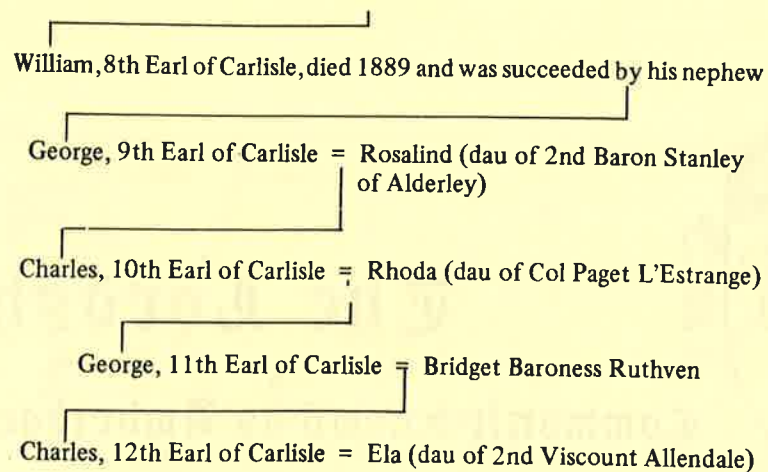 William, 8th Earl of Carlisle, died 1889 and was succeeded by his nephew
George, 9th Earl of Carlisle = Rosalind (dau of 2nd Baron Stanley
of Alderley)
Charles, 10th Earl of Carlisle = Rhoda (dau of Col Paget L'Estrange)
George, 11th Earl of Carlisle = Bridget Baroness Ruthven
Charles, 12th Earl of Carlisle = Ela (dau of 2nd Viscount Allendale)